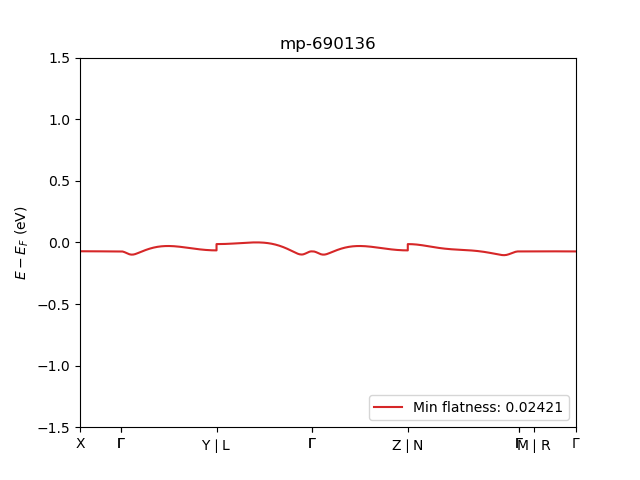 mp-690136
E − E_F (eV)
1.5
1.0
0.5
0.0
−0.5
−1.0
−1.5
Min flatness: 0.02421
X Γ Y | L Γ Z | N Γ M | R Γ